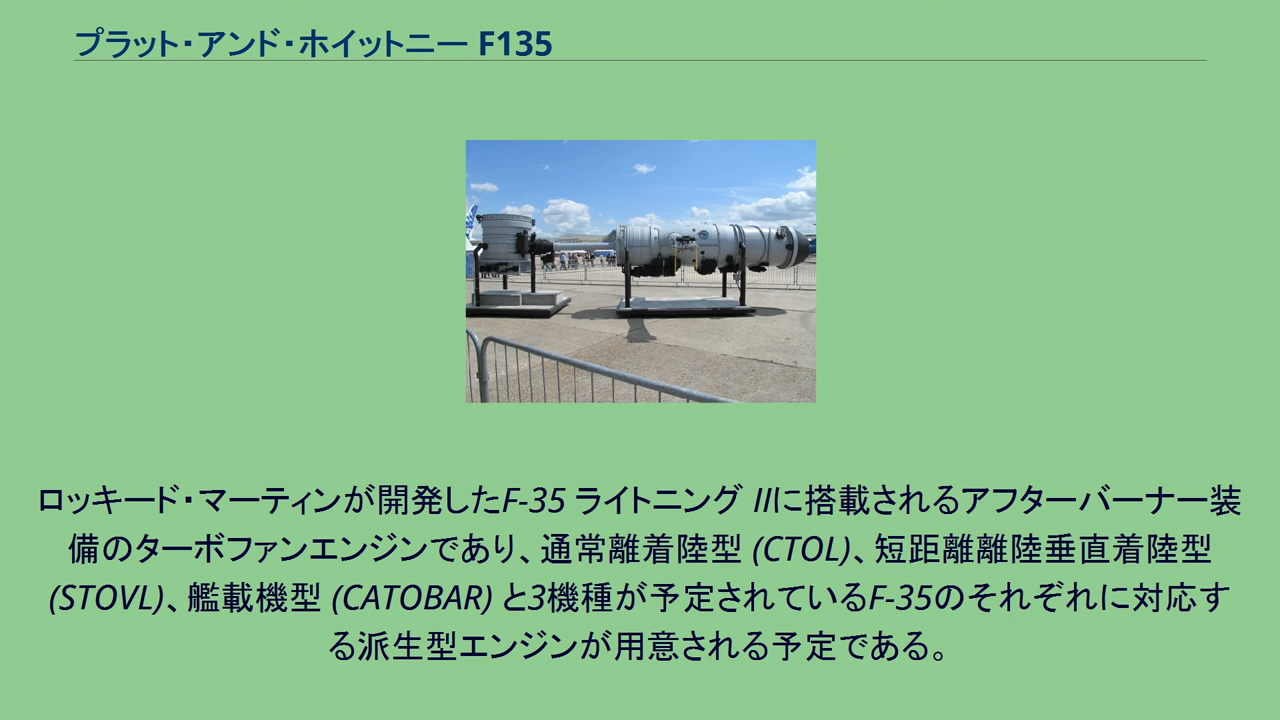 プラット・アンド・ホイットニー F135
ロッキード・マーティンが開発したF-35 ライトニング IIに搭載されるアフターバーナー装
備のターボファンエンジンであり、通常離着陸型 (CTOL)、短距離離陸垂直着陸型
(STOVL)、艦載機型 (CATOBAR) と3機種が予定されているF-35のそれぞれに対応す
る派生型エンジンが用意される予定である。